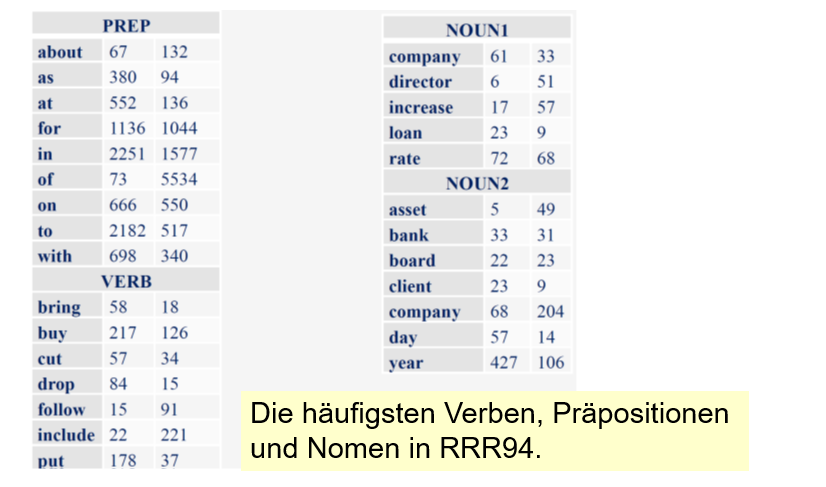 PREP
about 67 132
as 380 94
at 552 136
for 1136 1044
in 2251 1577
of 73 5534
on 666 550
to 2182 517
with 698 340
VERB
bring 58 18
buy 217 126
cut 57 34
drop 84 15
follow 15 91
include 22 221
put 178 37
NOUN1
company 61 33
director 6 51
increase 17 57
loan 23 9
rate 72 68
NOUN2
asset 5 49
bank 33 31
board 22 23
client 23 9
company 68 204
day 57 14
year 427 106
Die häufigsten Verben, Präpositionen
und Nomen in RRR94.